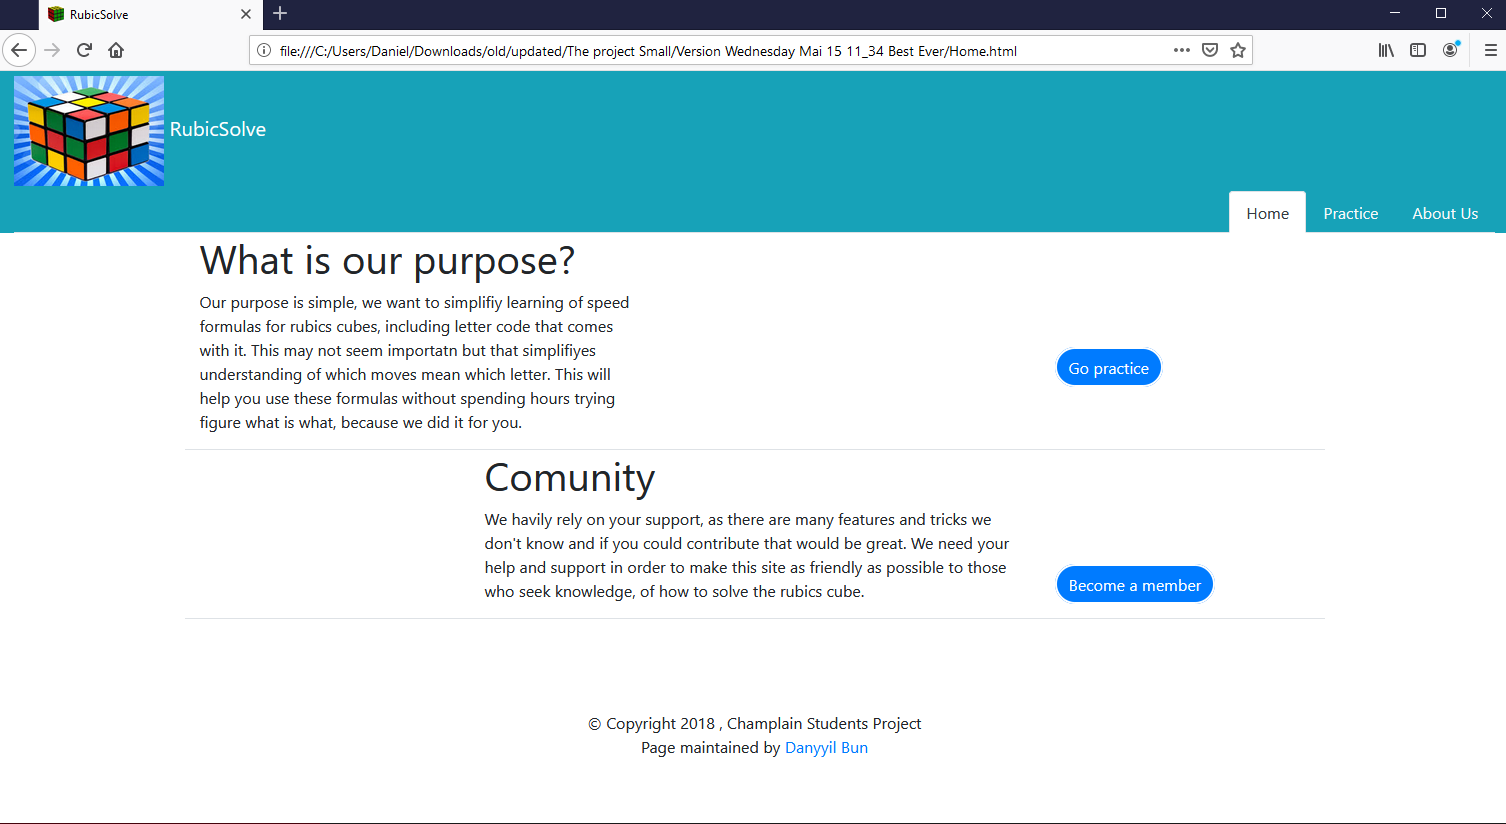 RubicSolve
file:///C:/Users/Daniel/Downloads/old/updated/The project Small/Version Wednesday Mai 15 11_34 Best Ever/Home.html
RubicSolve
Home Practice About Us
What is our purpose?
Our purpose is simple, we want to simplifiy learning of speed
formulas for rubics cubes, including letter code that comes
with it. This may not seem importatn but that simplifiyes
understanding of which moves mean which letter. This will
help you use these formulas without spending hours trying
figure what is what, because we did it for you.
Go practice
Comunity
We havily rely on your support, as there are many features and tricks we
don't know and if you could contribute that would be great. We need your
help and support in order to make this site as friendly as possible to those
who seek knowledge, of how to solve the rubics cube.
Become a member
© Copyright 2018 , Champlain Students Project
Page maintained by Danyyil Bun